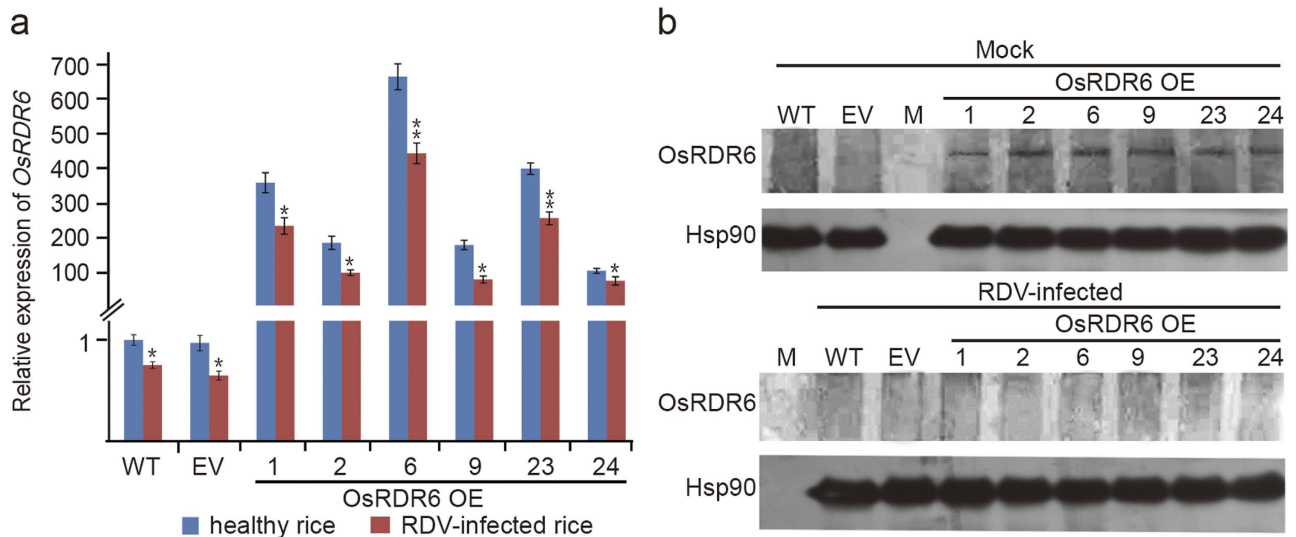 a
Relative expression of OsRDR6
700
600
500
400
300
200
100
1
* * * * ** * ** *
WT EV 1 2 6 9 23 24
OsRDR6 OE
healthy rice RDV-infected rice
b
Mock
OsRDR6 OE
WT EV M 1 2 6 9 23 24
OsRDR6
Hsp90
RDV-infected
OsRDR6 OE
M WT EV 1 2 6 9 23 24
OsRDR6
Hsp90